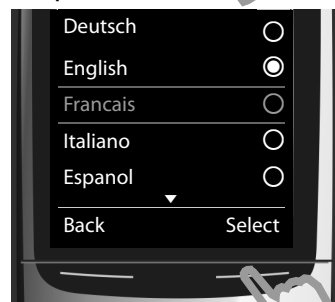 Deutsch
English
Francais
Italiano
Espanol
Back Select